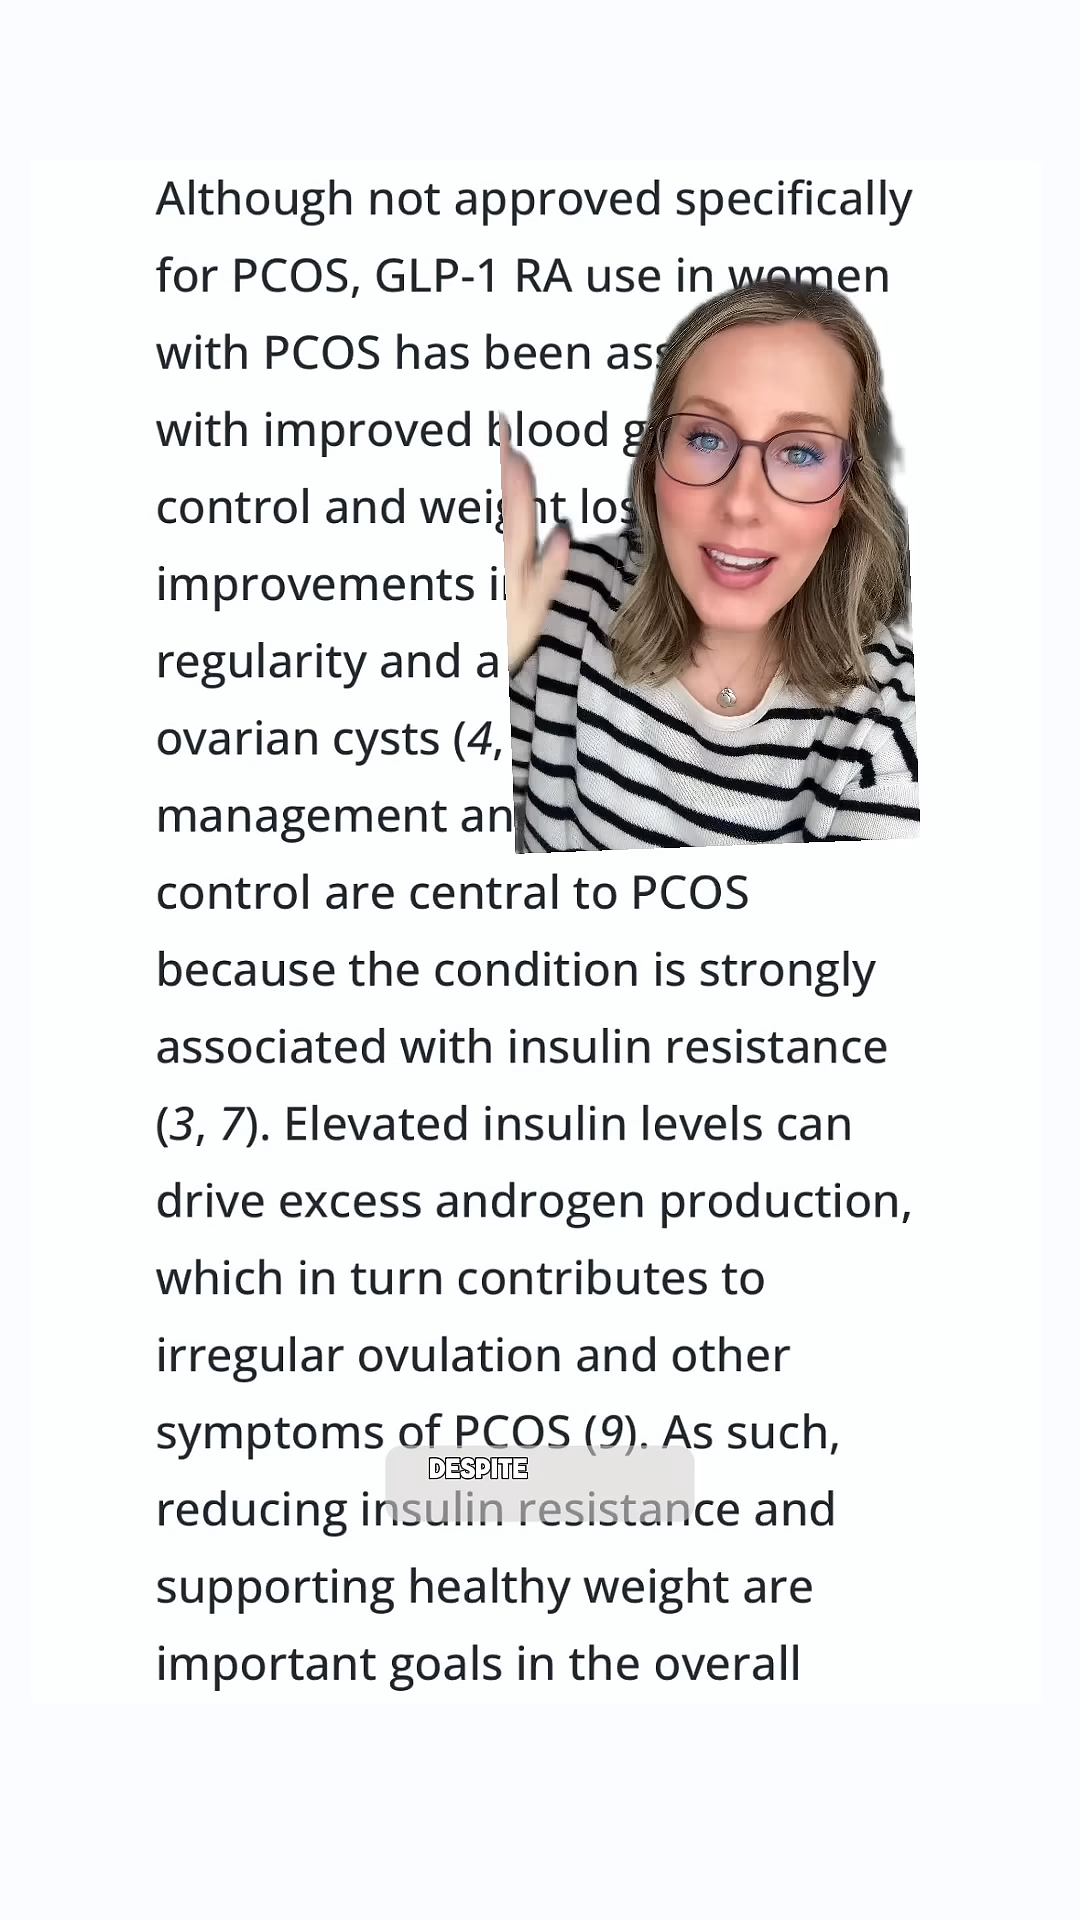 Although not approved specifically
for PCOS, GLP-1 RA use in women
with PCOS has been
with improved blood
control and weight
improvements
regularity and a
ovarian cysts (4,
management
control are central to PCOS
because the condition is strongly
associated with insulin resistance
(3, 7). Elevated insulin levels can
drive excess androgen production,
which in turn contributes to
irregular ovulation and other
symptoms of PCOS (9). As such,
DESPITE
reducing insulin resistance and
supporting healthy weight are
important goals in the overall